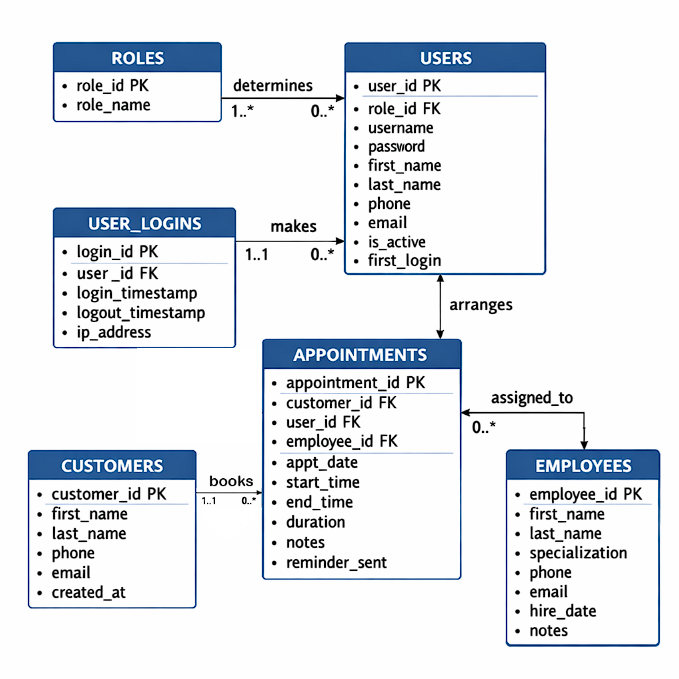 ROLES
• role_id PK
• role_name
determines
1..* 0..*
USERS
• user_id PK
• role_id FK
• username
• password
• first_name
• last_name
• phone
• email
• is_active
• first_login
USER_LOGINS
• login_id PK
• user_id FK
• login_timestamp
• logout_timestamp
• ip_address
makes
1..1 0..*
arranges
APPOINTMENTS
• appointment_id PK
• customer_id FK
• user_id FK
• employee_id FK
• appt_date
• start_time
• end_time
• duration
• notes
• reminder_sent
assigned_to
0..*
CUSTOMERS
• customer_id PK
• first_name
• last_name
• phone
• email
• created_at
books
1..1 0..*
EMPLOYEES
• employee_id PK
• first_name
• last_name
• specialization
• phone
• email
• hire_date
• notes